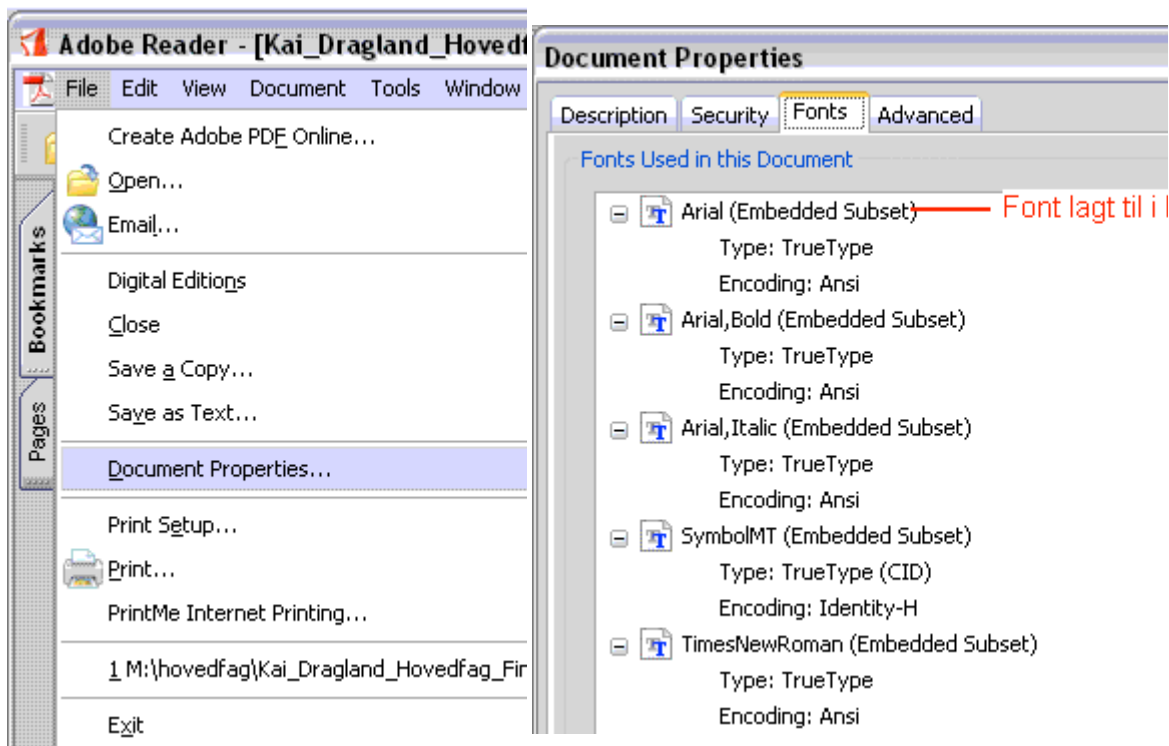 Adobe Reader - [Kai_Dragland_Hovedf
File Edit View Document Tools Window
Create Adobe PDF Online...
Open...
Email...
Digital Editions
Close
Save a Copy...
Save as Text...
Document Properties...
Print Setup...
Print...
PrintMe Internet Printing...
1 M:\hovedfag\Kai_Dragland_Hovedfag_Fin
Exit
Bookmarks
Pages
Document Properties
Description Security Fonts Advanced
Fonts Used in this Document
Arial (Embedded Subset) Font lagt til i
Type: TrueType
Encoding: Ansi
Arial,Bold (Embedded Subset)
Type: TrueType
Encoding: Ansi
Arial,Italic (Embedded Subset)
Type: TrueType
Encoding: Ansi
SymbolMT (Embedded Subset)
Type: TrueType (CID)
Encoding: Identity-H
TimesNewRoman (Embedded Subset)
Type: TrueType
Encoding: Ansi